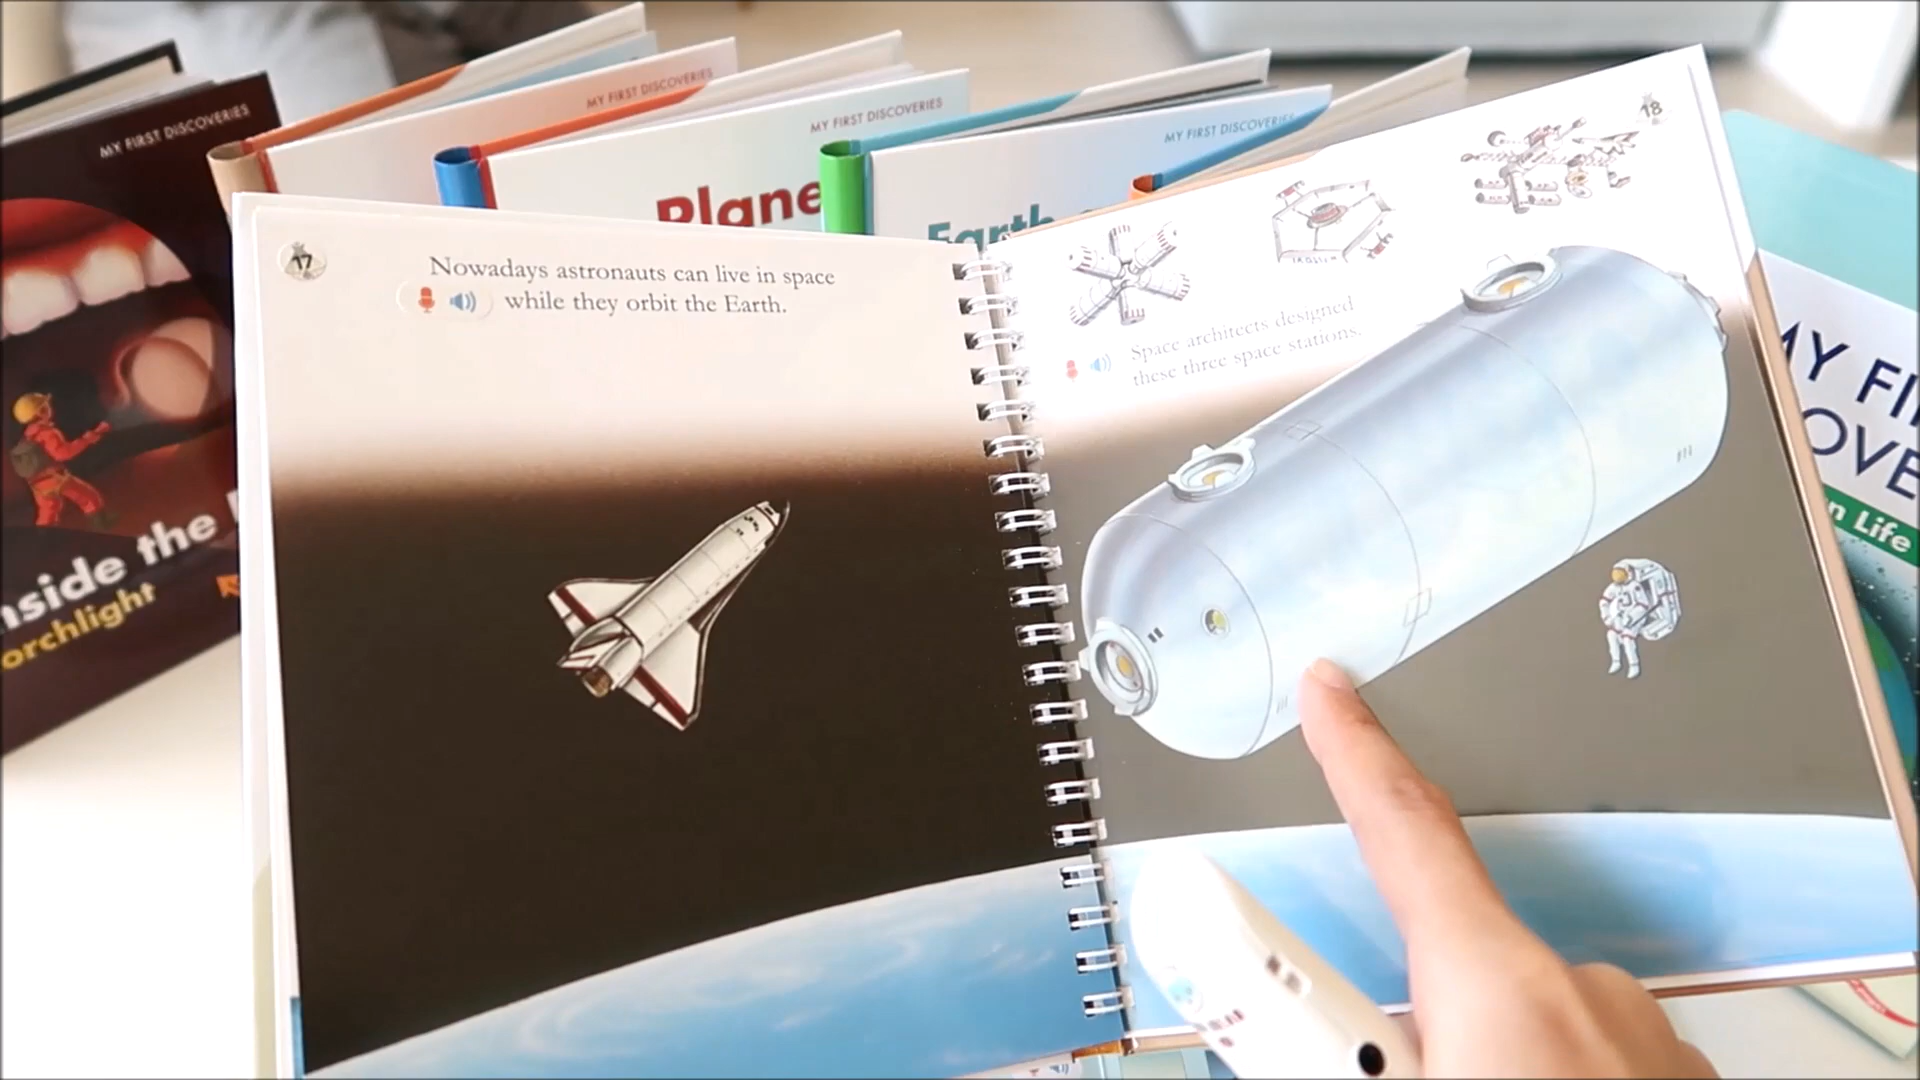 MY FIRST DISCOVERIES
MY FIRST DISCOVERIES
MY FIRST DISCOVERIES
MY FIRST DISCOVERIES
Plane
Earth
17
Nowadays astronauts can live in space
while they orbit the Earth.
18
Space architects designed
these three space stations.
nside the
orchlight
MY FI
OVE
n Life